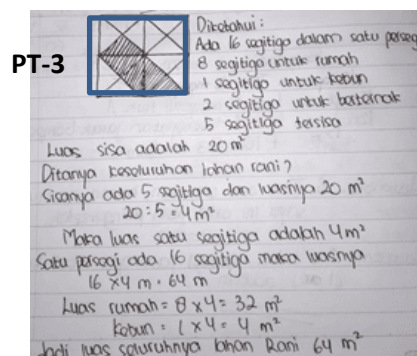 PT-3
Diketahui :
Ada 16 segitiga dalam satu persegi
8 segitiga untuk rumah
1 segitiga untuk kebun
2 segitiga untuk berternak
5 segitiga tersisa
Luas sisa adalah 20 m²
Ditanya keseluruhan lahan rani?
Sisanya ada 5 segitiga dan luasnya 20 m²
20 : 5 = 4 m²
Maka luas satu segitiga adalah 4 m²
Satu persegi ada 16 segitiga maka luasnya
16 x 4 m = 64 m
Luas rumah = 8 x 4 = 32 m²
Kebun = 1 x 4 = 4 m²
Jadi luas seluruhnya lahan Rani 64 m²